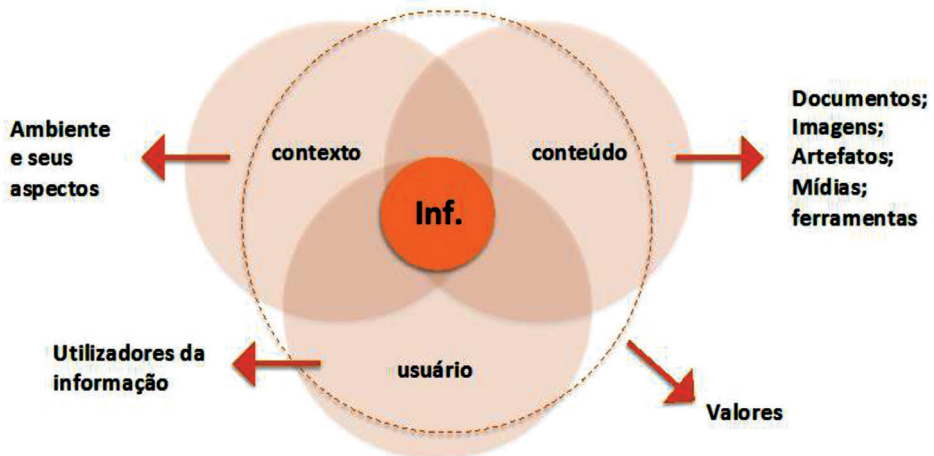 Ambiente
e seus
aspectos
contexto
conteúdo
Documentos;
Imagens;
Artefatos;
Mídias;
ferramentas
Inf.
Utilizadores da
informação
usuário
Valores